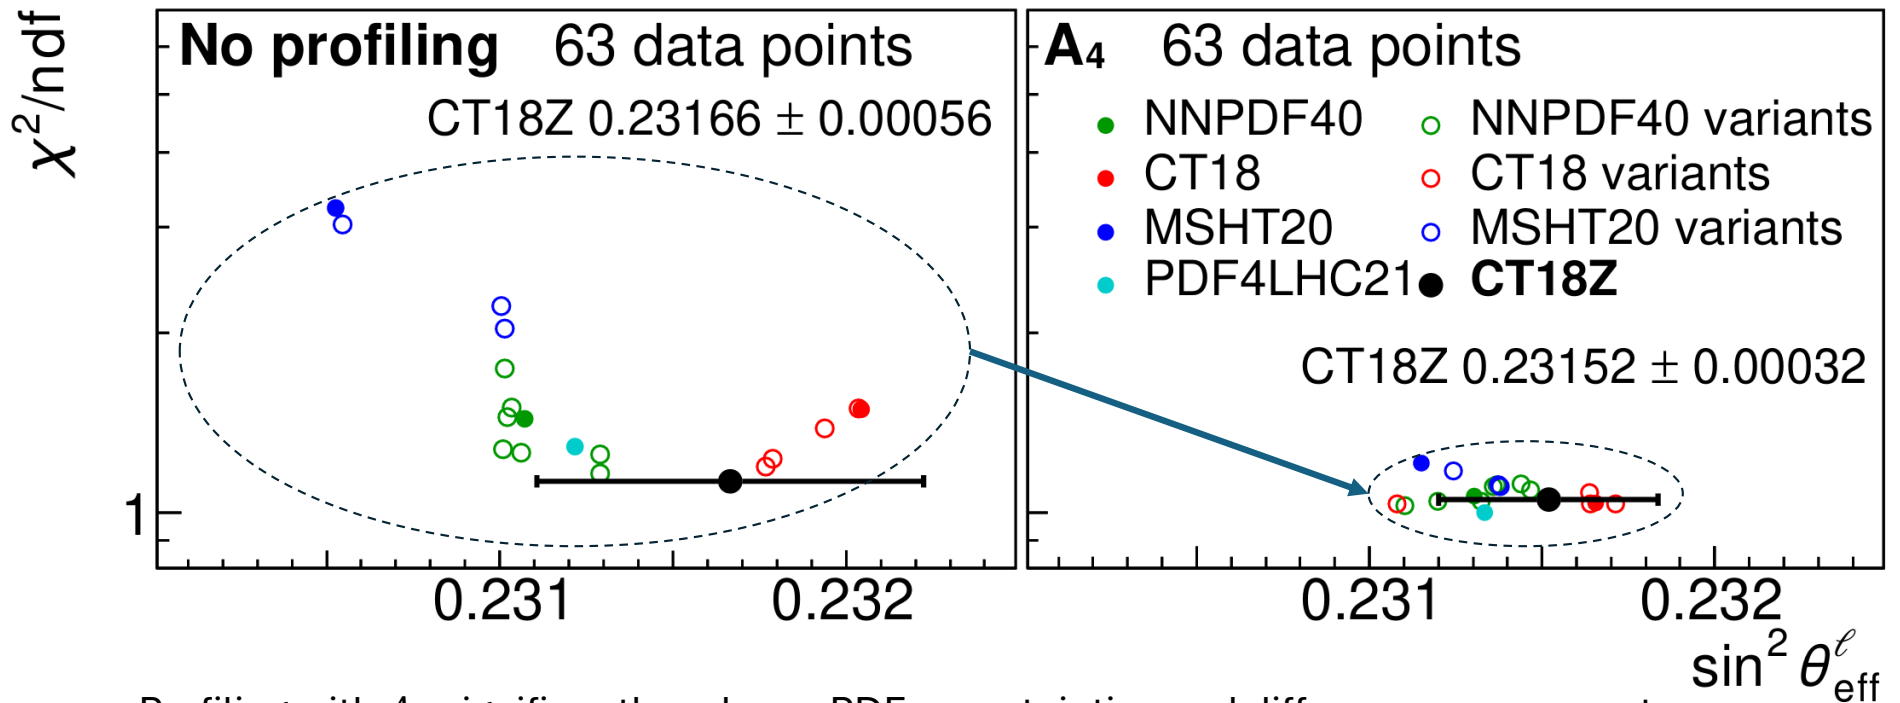 χ²/ndf
No profiling 63 data points
CT18Z 0.23166 ± 0.00056
1
0.231 0.232
A₄ 63 data points
NNPDF40 NNPDF40 variants
CT18 CT18 variants
MSHT20 MSHT20 variants
PDF4LHC21 CT18Z
CT18Z 0.23152 ± 0.00032
0.231 0.232
sin² θ^ℓ_eff